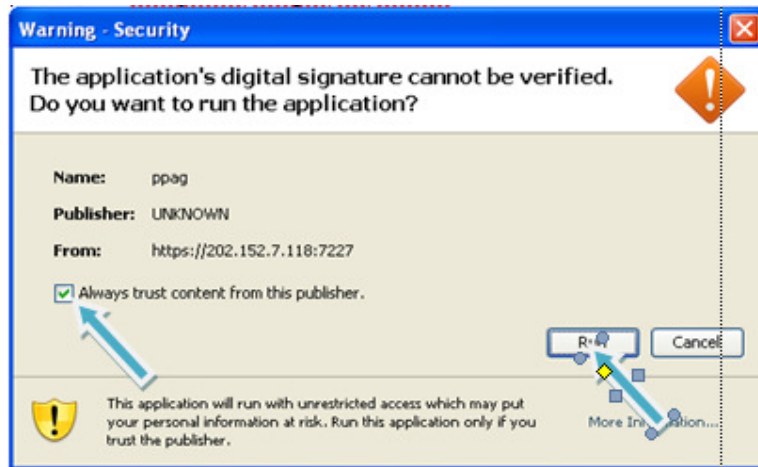 Warning - Security
The application's digital signature cannot be verified.
Do you want to run the application?
Name: ppag
Publisher: UNKNOWN
From: https://202.152.7.118:7227
Always trust content from this publisher.
Cancel
This application will run with unrestricted access which may put
your personal information at risk. Run this application only if you
trust the publisher.
More